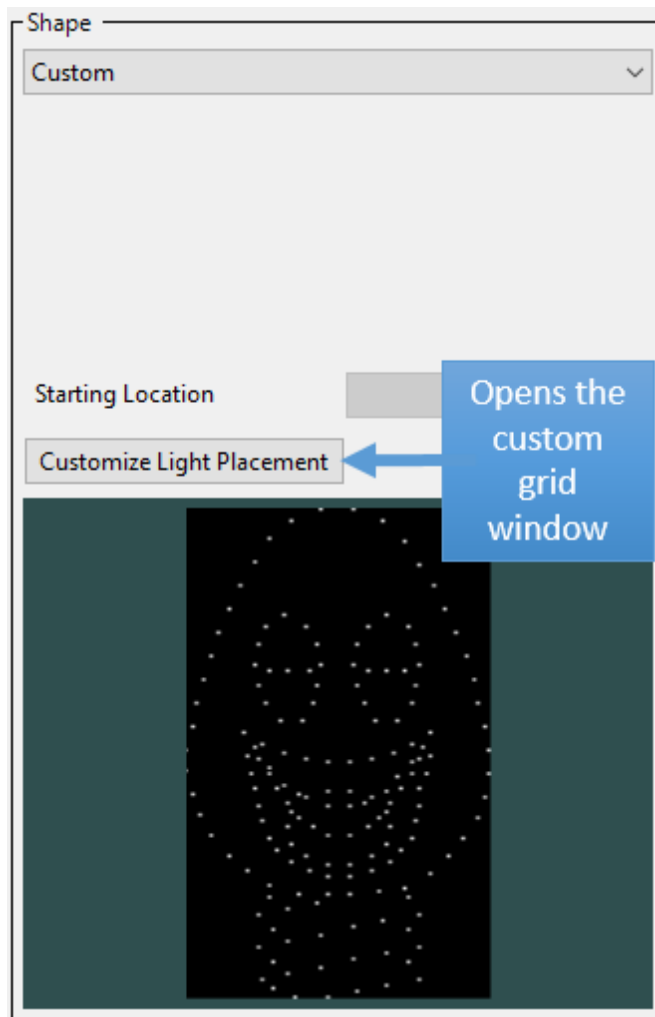 Shape
Custom
Starting Location
Opens the
custom
grid
window
Customize Light Placement